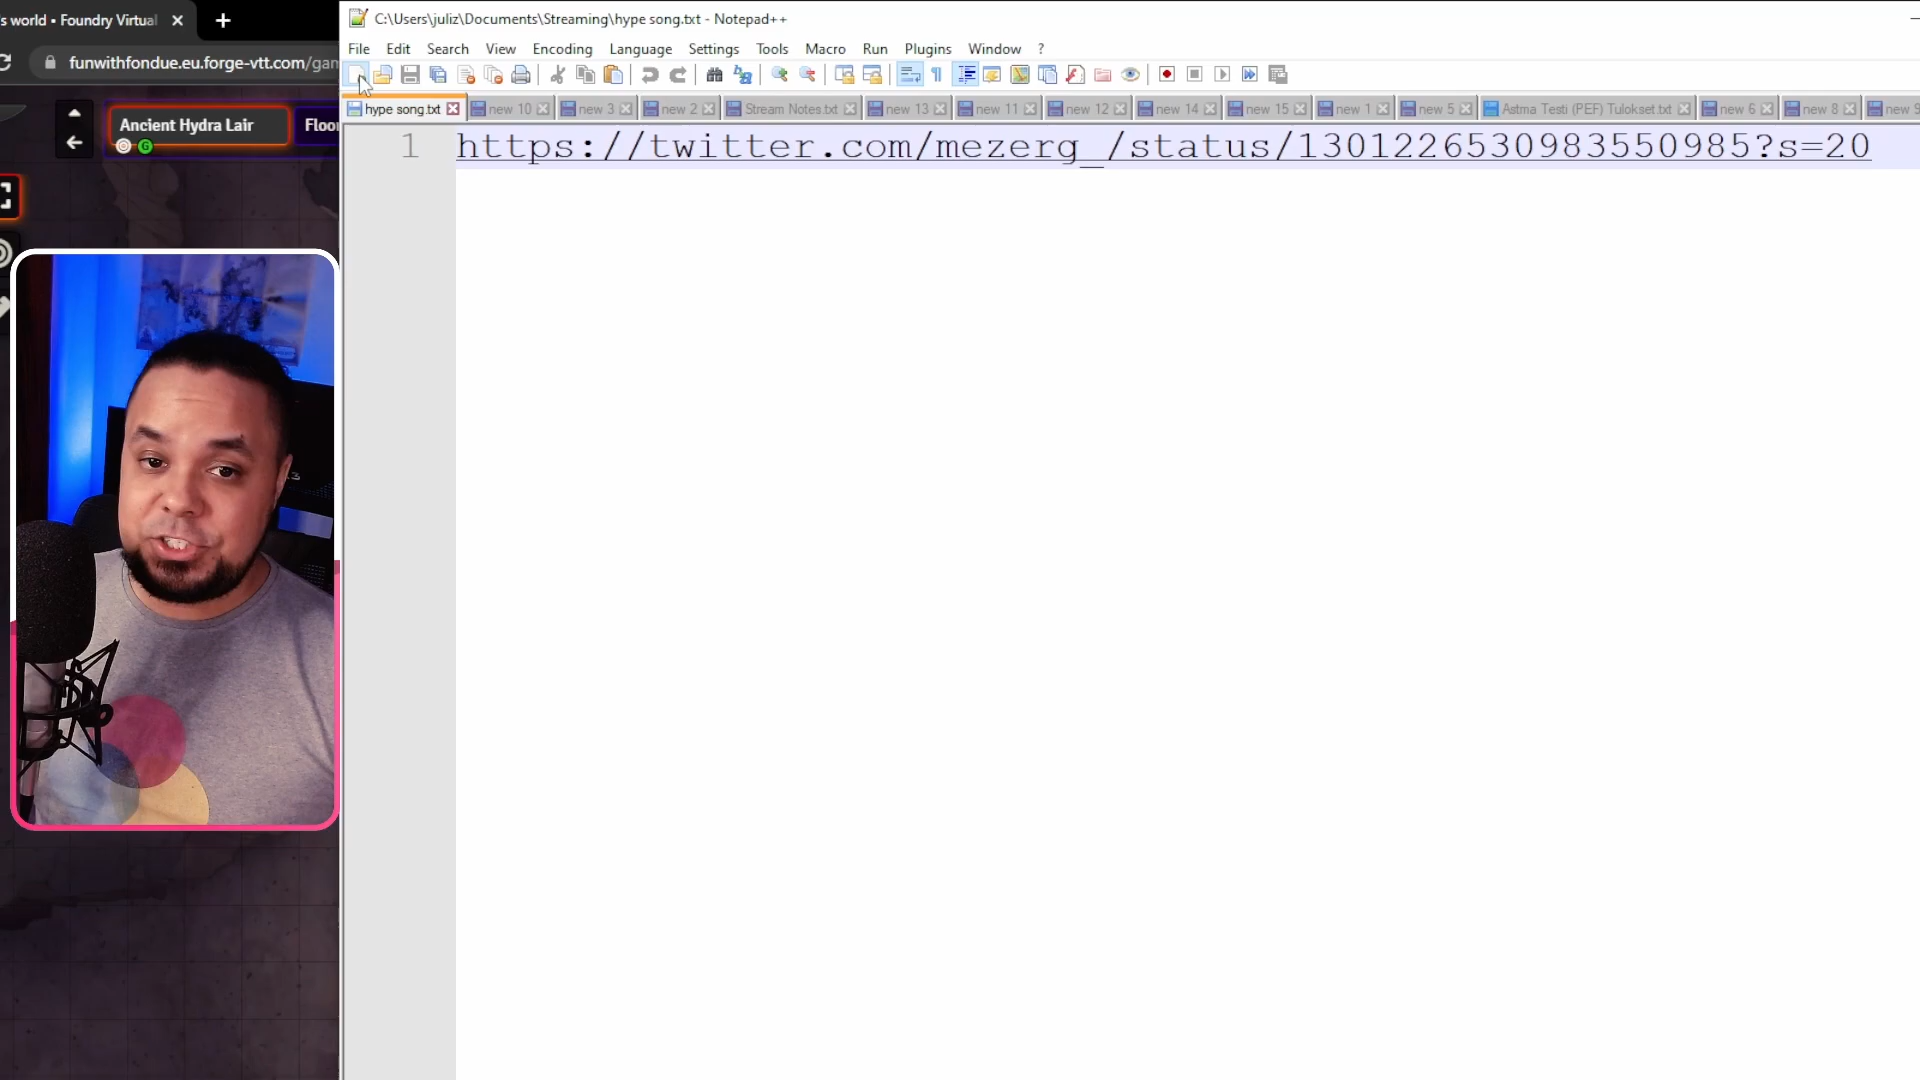 's world • Foundry Virtual
funwithfondue.eu.forge-vtt.com/gam
Ancient Hydra Lair
Floo
G
C:\Users\juliz\Documents\Streaming\hype song.txt - Notepad++
File Edit Search View Encoding Language Settings Tools Macro Run Plugins Window ?
hype song.txt new 10 new 3 new 2 Stream Notes.txt new 13 new 11 new 12 new 14 new 15 new 1 new 5 Astma Testi (PEF) Tulokset.txt new 6 new 8 new 9
1 https://twitter.com/mezerg_/status/1301226530983550985?s=20